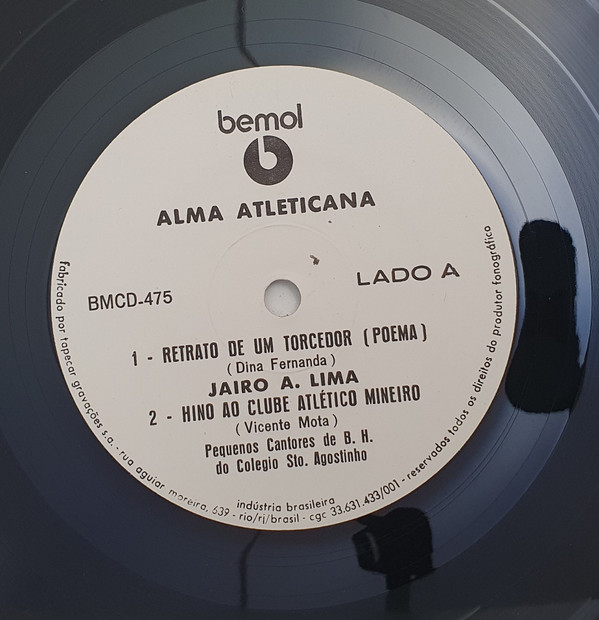 bemol
b
ALMA ATLETICANA
BMCD-475
LADO A
1 - RETRATO DE UM TORCEDOR (POEMA)
( Dina Fernanda )
JAIRO A. LIMA
2 - HINO AO CLUBE ATLÉTICO MINEIRO
( Vicente Mota )
Pequenos Cantores de B. H.
do Colegio Sto. Agostinho
indústria brasileira
fabricado por tapecar gravações s.a. - rua aguiar moreira, 639 - rio/rj/brasil - cgc 33.631.433/001 - reservados todos os direitos do produtor fonográfico